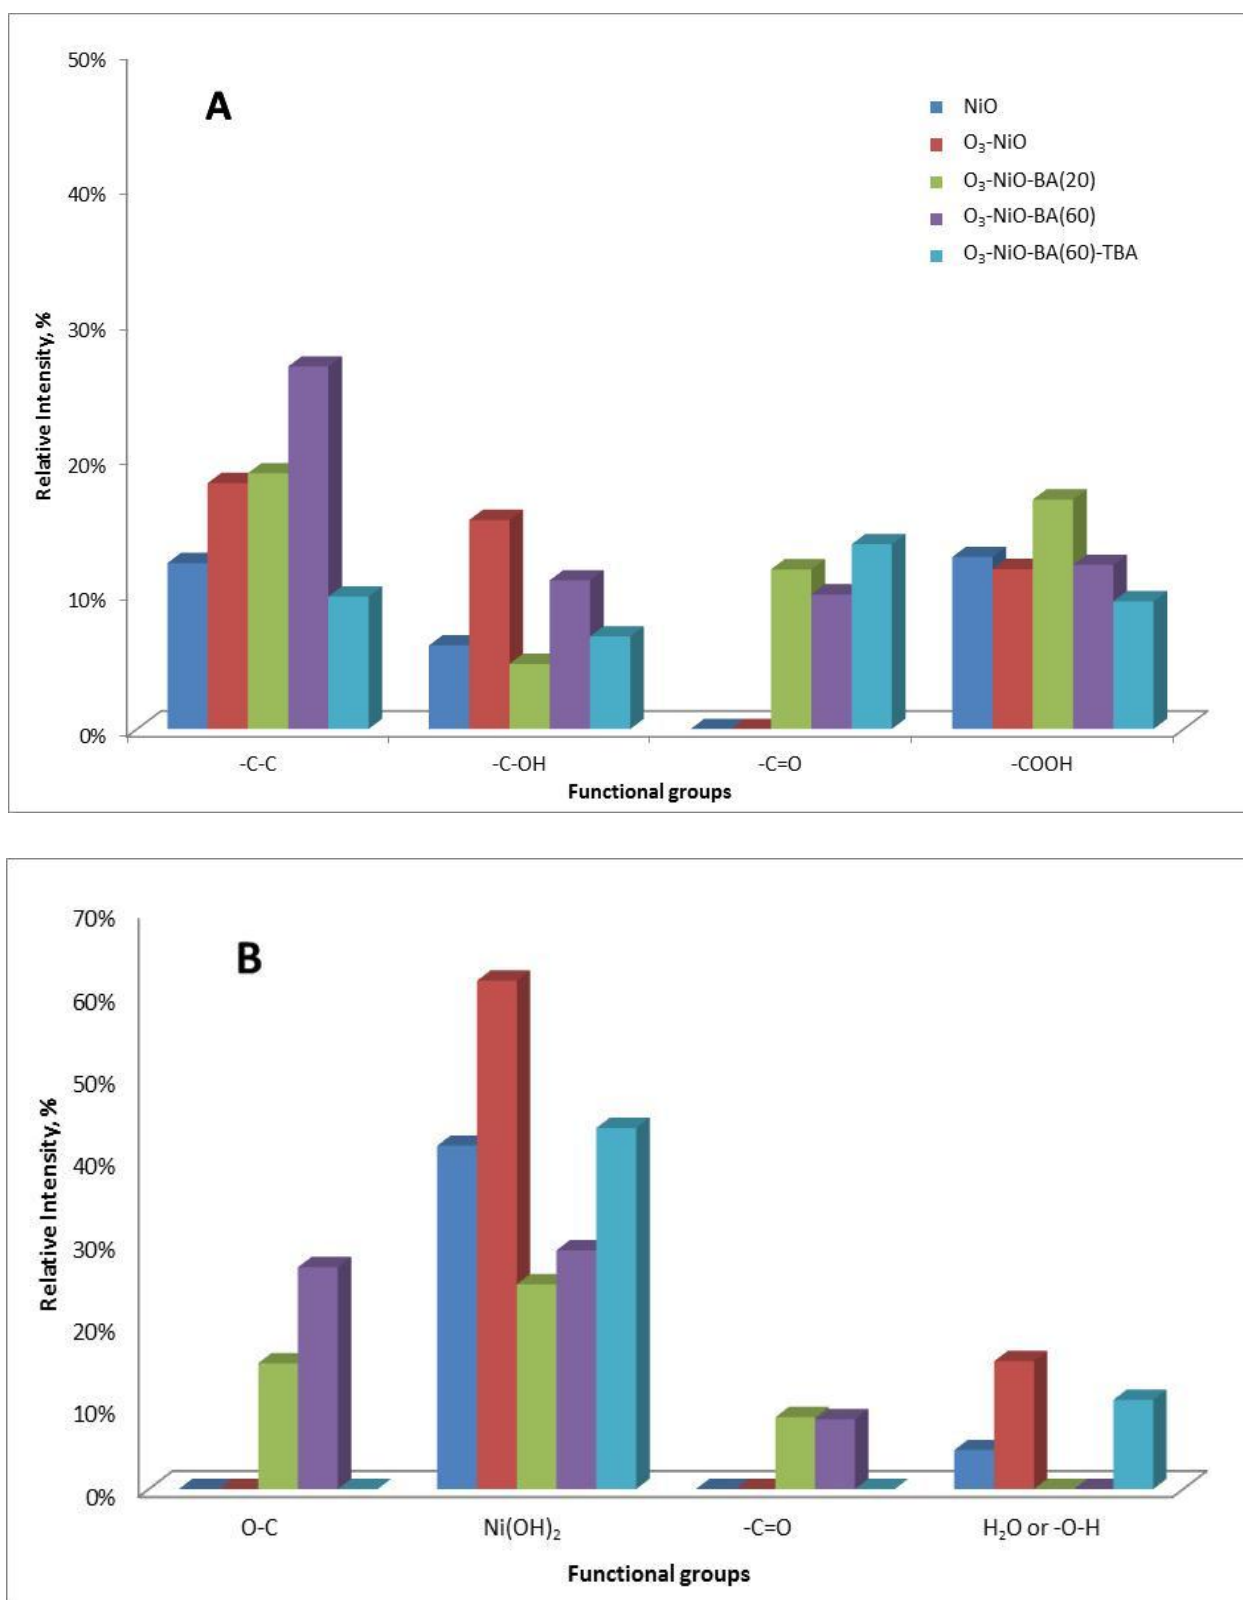 A
50%
40%
30%
20%
10%
0%
Relative Intensity, %
NiO
O₃-NiO
O₃-NiO-BA(20)
O₃-NiO-BA(60)
O₃-NiO-BA(60)-TBA
-C-C
-C-OH
-C=O
-COOH
Functional groups
B
70%
60%
50%
40%
30%
20%
10%
0%
Relative Intensity, %
O-C
Ni(OH)₂
-C=O
H₂O or -O-H
Functional groups